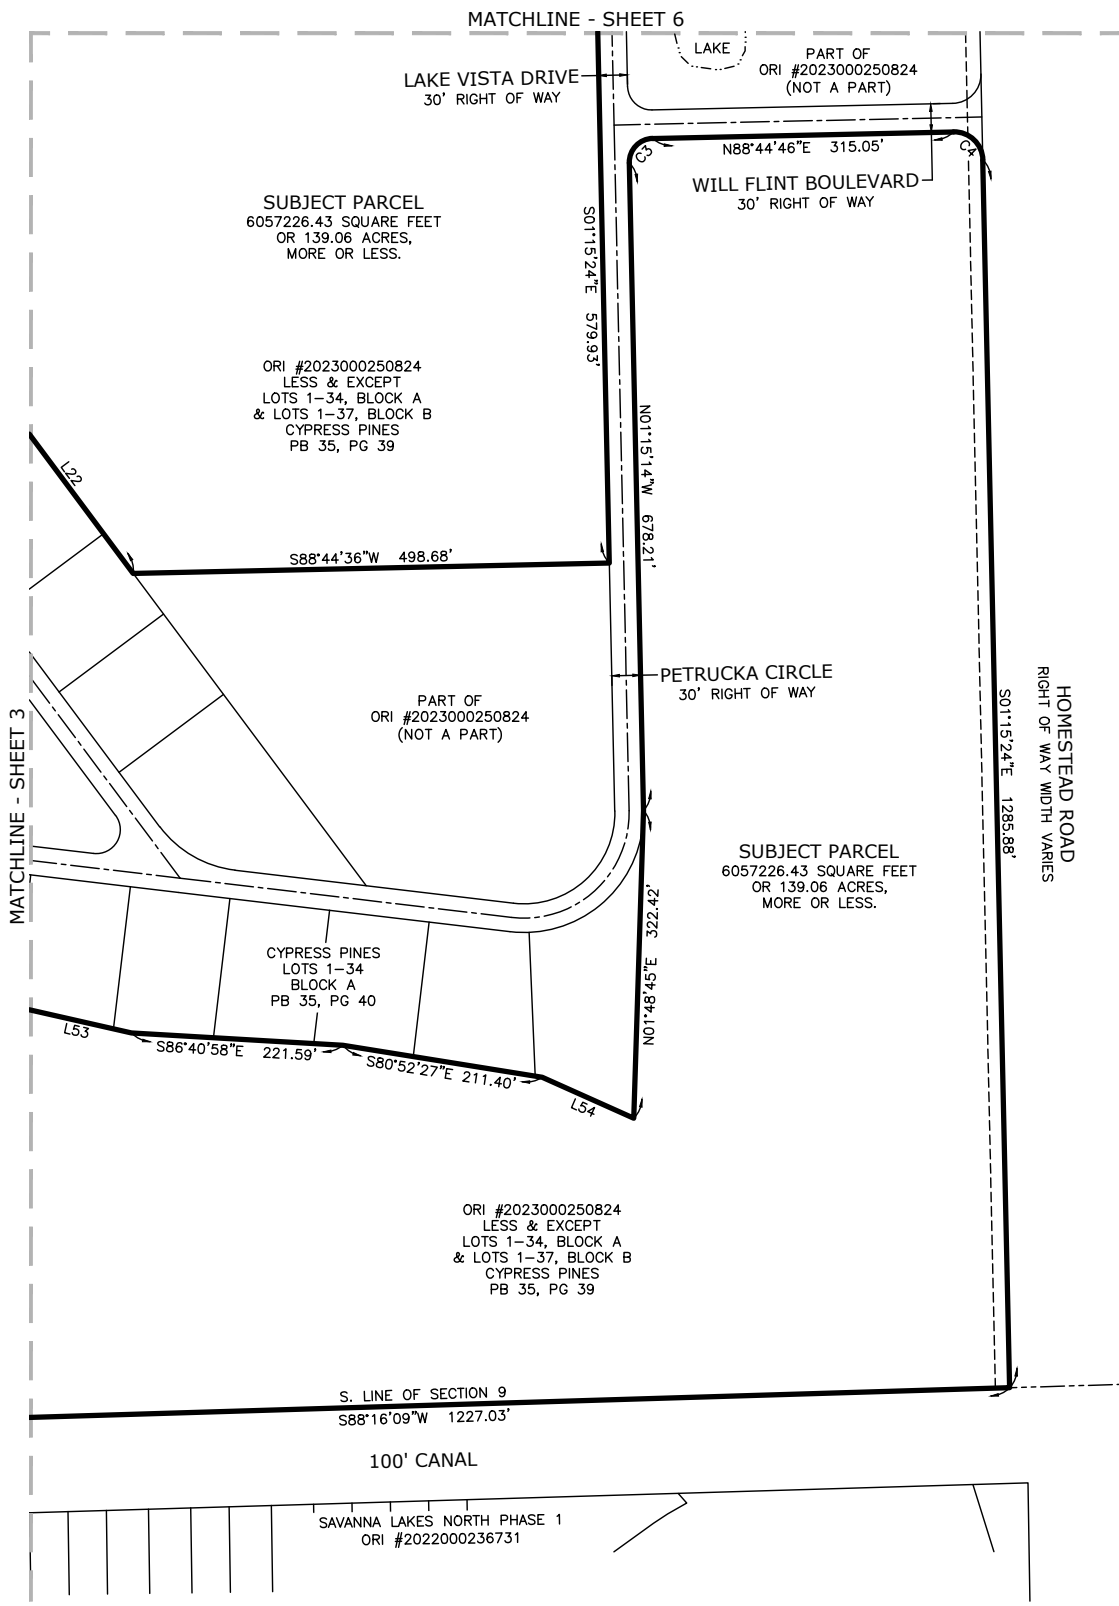 MATCHLINE - SHEET 6
LAKE
PART OF
ORI #2023000250824
(NOT A PART)
LAKE VISTA DRIVE
30' RIGHT OF WAY
C3
N88°44'46"E 315.05'
C4
WILL FLINT BOULEVARD
30' RIGHT OF WAY
SUBJECT PARCEL
6057226.43 SQUARE FEET
OR 139.06 ACRES,
MORE OR LESS.
S01°15'24"E 579.93'
ORI #2023000250824
LESS & EXCEPT
LOTS 1-34, BLOCK A
& LOTS 1-37, BLOCK B
CYPRESS PINES
PB 35, PG 39
N01°15'14"W 678.21'
L22
S88°44'36"W 498.68'
PETRUCKA CIRCLE
30' RIGHT OF WAY
PART OF
ORI #2023000250824
(NOT A PART)
S01°15'24"E 1285.88'
HOMESTEAD ROAD
RIGHT OF WAY WIDTH VARIES
MATCHLINE - SHEET 3
SUBJECT PARCEL
6057226.43 SQUARE FEET
OR 139.06 ACRES,
MORE OR LESS.
N01°48'45"E 322.42'
CYPRESS PINES
LOTS 1-34
BLOCK A
PB 35, PG 40
L53
S86°40'58"E 221.59'
S80°52'27"E 211.40'
L54
ORI #2023000250824
LESS & EXCEPT
LOTS 1-34, BLOCK A
& LOTS 1-37, BLOCK B
CYPRESS PINES
PB 35, PG 39
S. LINE OF SECTION 9
S88°16'09"W 1227.03'
100' CANAL
SAVANNA LAKES NORTH PHASE 1
ORI #2022000236731